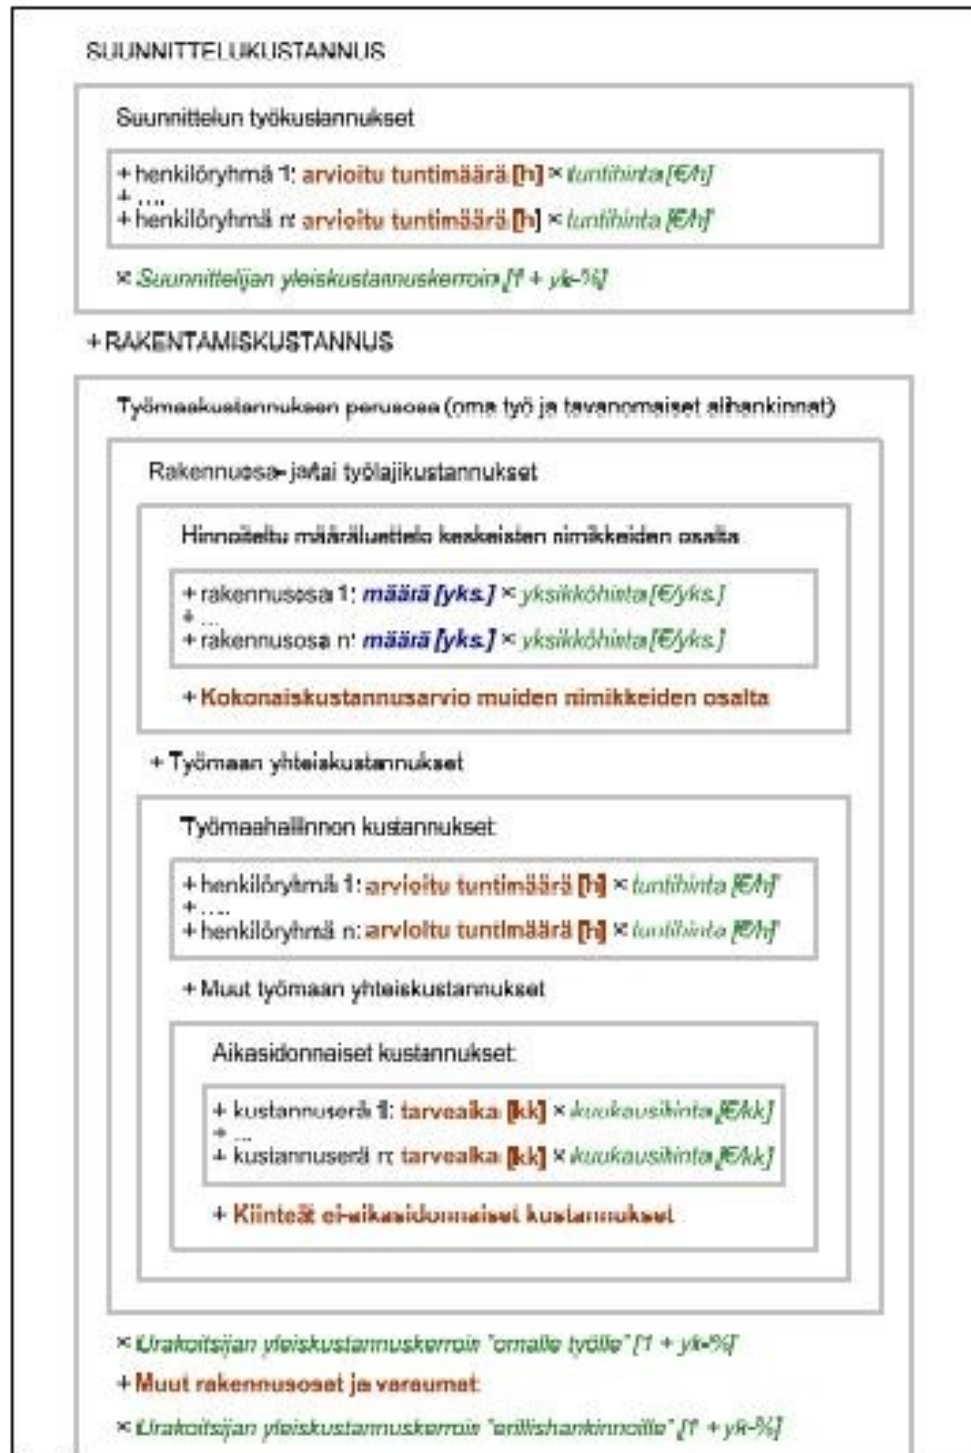 SUUNNITTELUKUSTANNUS
Suunnittelun työkustannukset
+ henkilöryhmä 1: arvioitu tuntimäärä [h] × tuntihinta [€/h]
+ ....
+ henkilöryhmä n: arvioitu tuntimäärä [h] × tuntihinta [€/h]
× Suunnittelijan yleiskustannuskerroin [1 + yk-%]
+ RAKENTAMISKUSTANNUS
Työmaakustannuksen perusosa (oma työ ja tavanomaiset alihankinnat)
Rakennusosa- ja/tai työlajikustannukset
Hinnoiteltu määräluettelo keskeisten nimikkeiden osalta
+ rakennusosa 1: määrä [yks.] × yksikköhinta [€/yks.]
+ ...
+ rakennusosa n: määrä [yks.] × yksikköhinta [€/yks.]
+ Kokonaiskustannusarvio muiden nimikkeiden osalta
+ Työmaan yhteiskustannukset
Työmaahallinnon kustannukset
+ henkilöryhmä 1: arvioitu tuntimäärä [h] × tuntihinta [€/h]
+ ....
+ henkilöryhmä n: arvioitu tuntimäärä [h] × tuntihinta [€/h]
+ Muut työmaan yhteiskustannukset
Aikasidonnaiset kustannukset
+ kustannuserä 1: tarveaika [kk] × kuukausihinta [€/kk]
+ ...
+ kustannuserä n: tarveaika [kk] × kuukausihinta [€/kk]
+ Kiinteät ei-aikasidonnaiset kustannukset
× Urakoitsijan yleiskustannuskerroin "omalle työlle" [1 + yk-%]
+ Muut rakennusosat ja varaumat
× Urakoitsijan yleiskustannuskerroin "erillishankinnoille" [1 + yk-%]